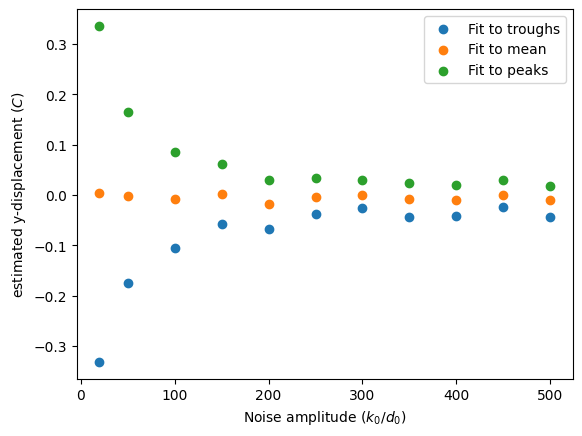 Fit to troughs
Fit to mean
Fit to peaks
0.3
0.2
0.1
0.0
−0.1
−0.2
−0.3
estimated y-displacement (C)
0
100
200
300
400
500
Noise amplitude (k₀/d₀)